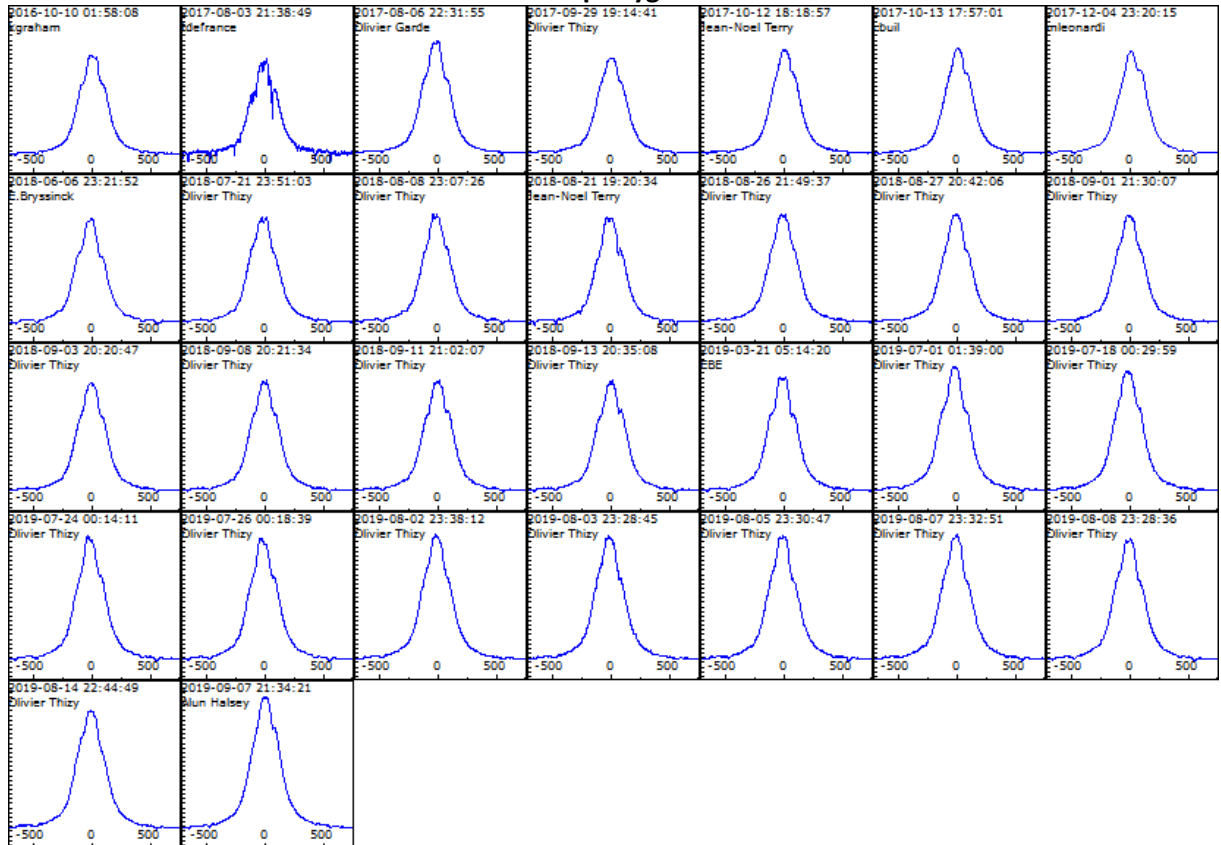 2016-10-10 01:58:08
-500 0 500
2017-08-03 21:38:49
-500 0 500
2017-08-06 22:31:55
Olivier Garde
-500 0 500
2017-09-29 19:14:41
Olivier Thizy
-500 0 500
2017-10-12 18:18:57
Jean-Noel Terry
-500 0 500
2017-10-13 17:57:01
cbuil
-500 0 500
2017-12-04 23:20:15
mleonardi
-500 0 500
2018-06-06 23:21:52
E.Bryssinck
-500 0 500
2018-07-21 23:51:03
Olivier Thizy
-500 0 500
2018-08-08 23:07:26
Olivier Thizy
-500 0 500
2018-08-21 19:20:34
Jean-Noel Terry
-500 0 500
2018-08-26 21:49:37
Olivier Thizy
-500 0 500
2018-08-27 20:42:06
Olivier Thizy
-500 0 500
2018-09-01 21:30:07
Olivier Thizy
-500 0 500
2018-09-03 20:20:47
Olivier Thizy
-500 0 500
2018-09-08 20:21:34
Olivier Thizy
-500 0 500
2018-09-11 21:02:07
Olivier Thizy
-500 0 500
2018-09-13 20:35:08
Olivier Thizy
-500 0 500
2019-03-21 05:14:20
EBE
-500 0 500
2019-07-01 01:39:00
Olivier Thizy
-500 0 500
2019-07-18 00:29:59
Olivier Thizy
-500 0 500
2019-07-24 00:14:11
Olivier Thizy
-500 0 500
2019-07-26 00:18:39
Olivier Thizy
-500 0 500
2019-08-02 23:38:12
Olivier Thizy
-500 0 500
2019-08-03 23:28:45
Olivier Thizy
-500 0 500
2019-08-05 23:30:47
Olivier Thizy
-500 0 500
2019-08-07 23:32:51
Olivier Thizy
-500 0 500
2019-08-08 23:28:36
Olivier Thizy
-500 0 500
2019-08-14 22:44:49
Olivier Thizy
-500 0 500
2019-09-07 21:34:21
Alun Halsey
-500 0 500